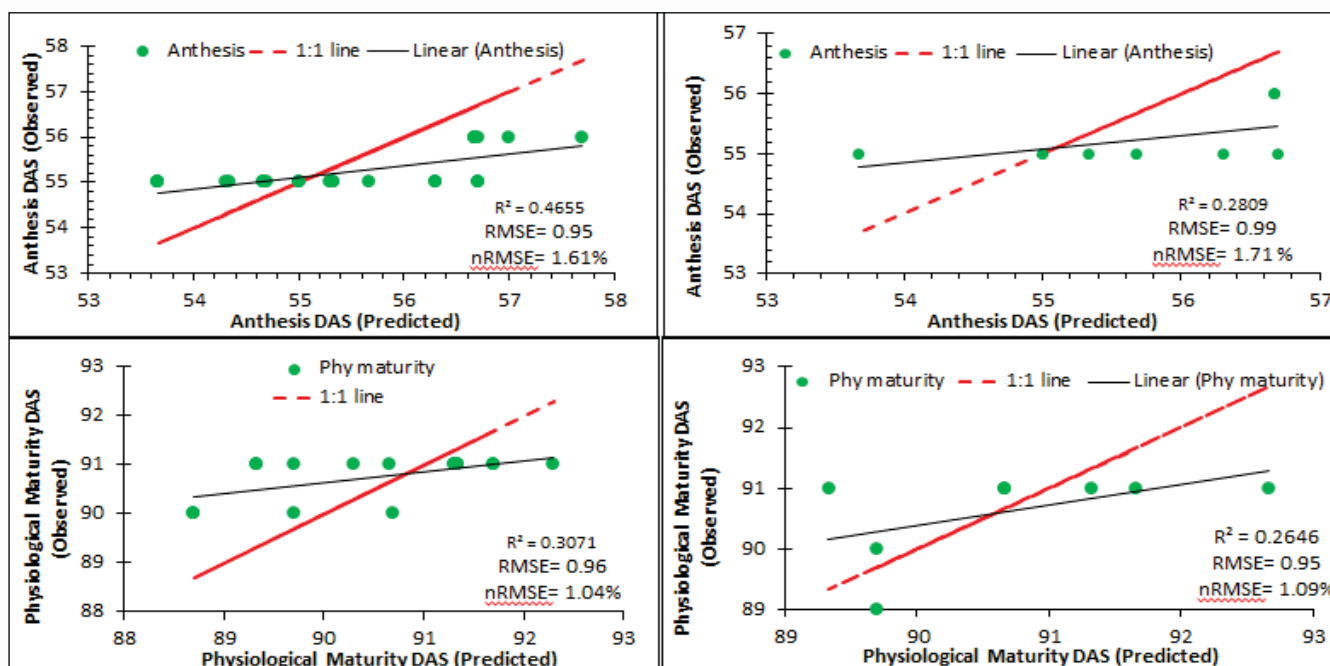 Anthesis 1:1 line Linear (Anthesis)
Anthesis DAS (Observed)
58
57
56
55
54
53
R² = 0.4655
RMSE= 0.95
nRMSE= 1.61%
53 54 55 56 57 58
Anthesis DAS (Predicted)
Anthesis 1:1 line Linear (Anthesis)
Anthesis DAS (Observed)
57
56
55
54
53
R² = 0.2809
RMSE= 0.99
nRMSE= 1.71%
53 54 55 56 57
Anthesis DAS (Predicted)
Phy maturity
1:1 line
Physiological Maturity DAS
(Observed)
93
92
91
90
89
88
R² = 0.3071
RMSE= 0.96
nRMSE= 1.04%
88 89 90 91 92 93
Physiological Maturity DAS (Predicted)
Phy maturity 1:1 line Linear (Phy maturity)
Physiological Maturity DAS
(Observed)
93
92
91
90
89
R² = 0.2646
RMSE= 0.95
nRMSE= 1.09%
89 90 91 92 93
Physiological Maturity DAS (Predicted)